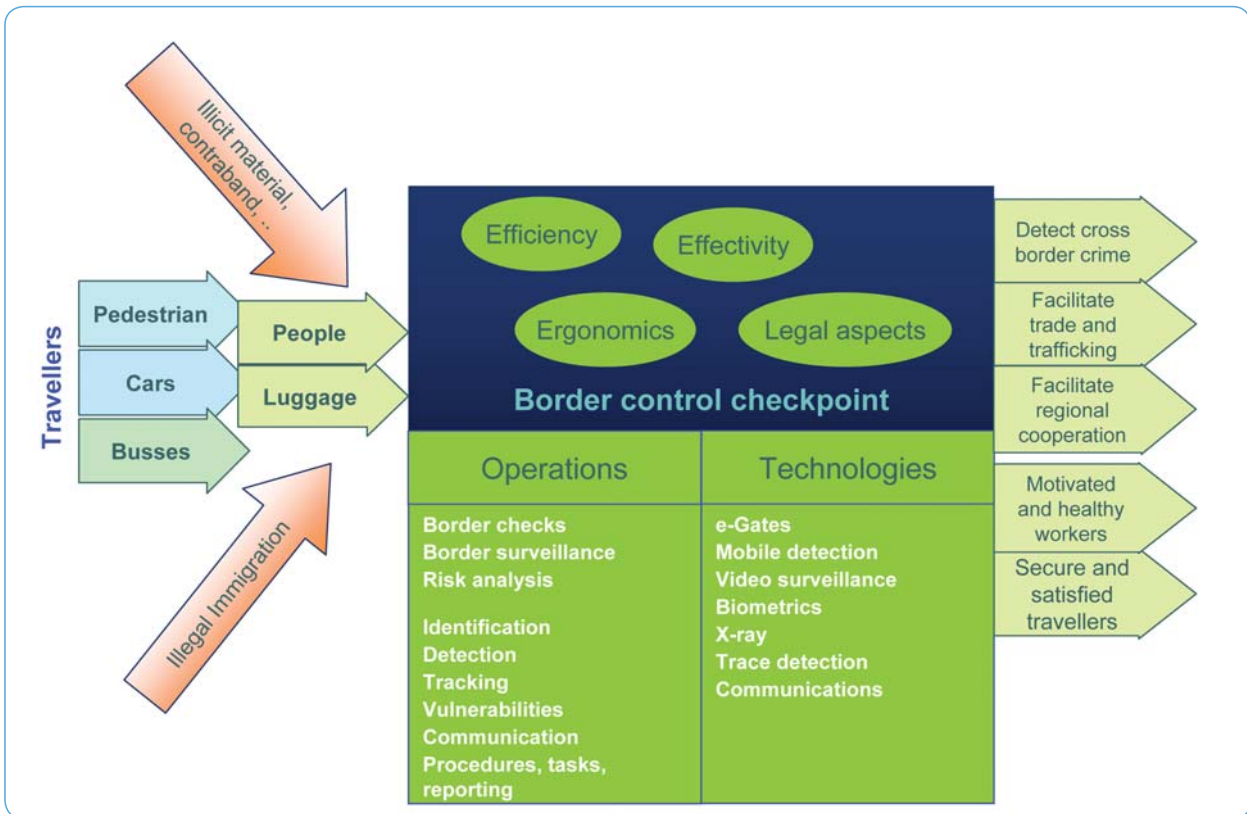 Illicit material,
contraband, ..
Travellers
Pedestrian
Cars
Busses
People
Luggage
Illegal Immigration
Efficiency
Effectivity
Ergonomics
Legal aspects
Border control checkpoint
Operations
Border checks
Border surveillance
Risk analysis
Identification
Detection
Tracking
Vulnerabilities
Communication
Procedures, tasks,
reporting
Technologies
e-Gates
Mobile detection
Video surveillance
Biometrics
X-ray
Trace detection
Communications
Detect cross
border crime
Facilitate
trade and
trafficking
Facilitate
regional
cooperation
Motivated
and healthy
workers
Secure and
satisfied
travellers